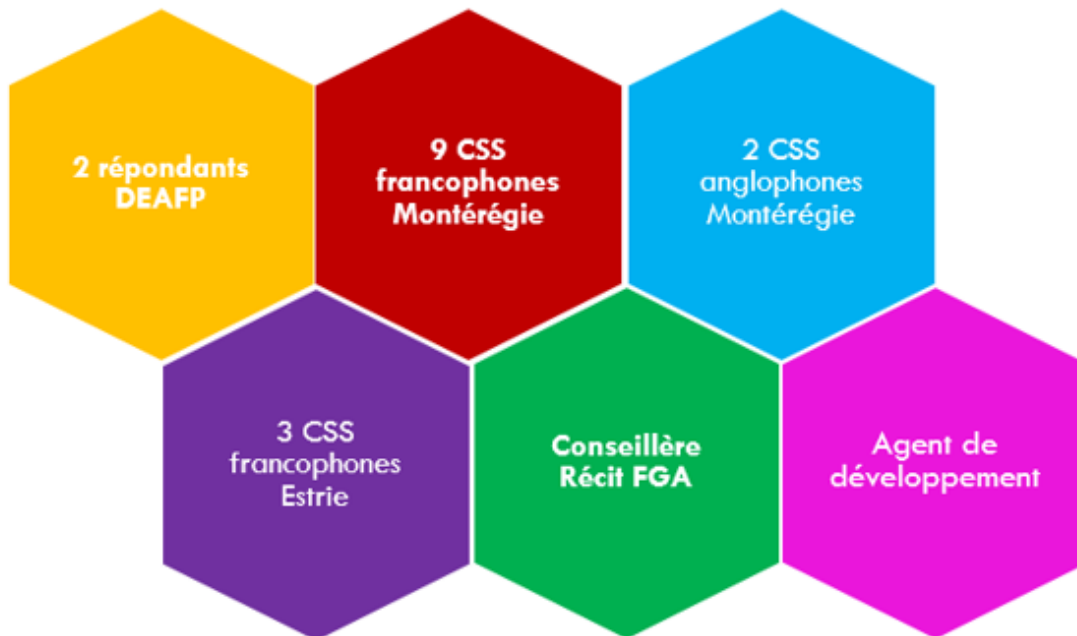 2 répondants
DEAFP
9 CSS
francophones
Montérégie
2 CSS
anglophones
Montérégie
3 CSS
francophones
Estrie
Conseillère
Récit FGA
Agent de
développement